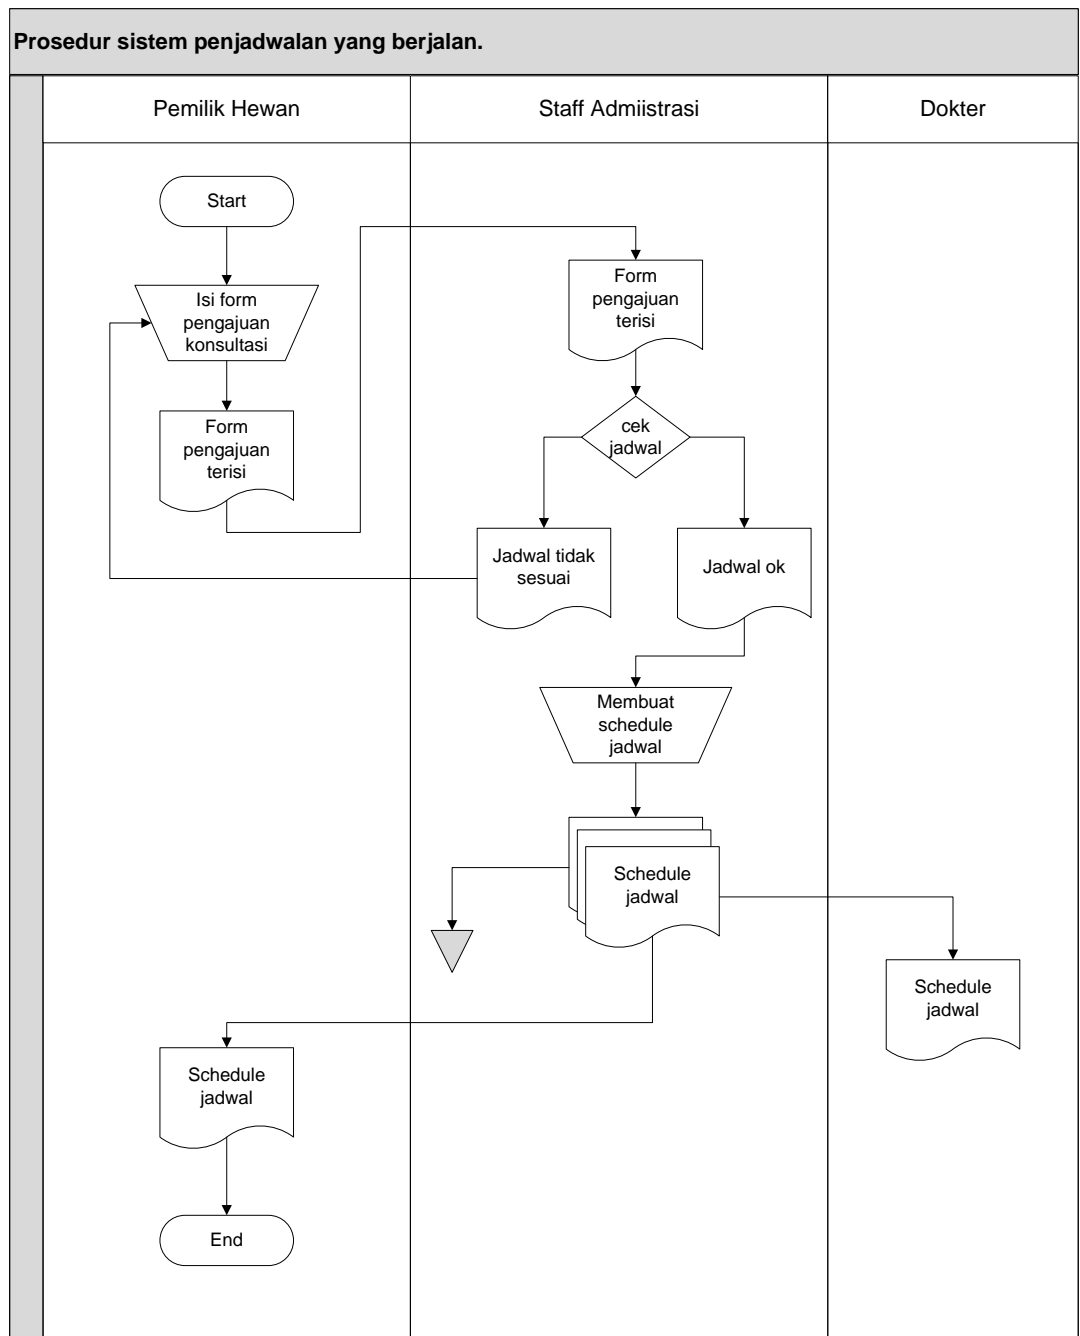 Prosedur sistem penjadwalan yang berjalan.
Pemilik Hewan
Staff Admiistrasi
Dokter
Start
Isi form
pengajuan
konsultasi
Form
pengajuan
terisi
Form
pengajuan
terisi
cek
jadwal
Jadwal tidak
sesuai
Jadwal ok
Membuat
schedule
jadwal
Schedule
jadwal
Schedule
jadwal
Schedule
jadwal
End